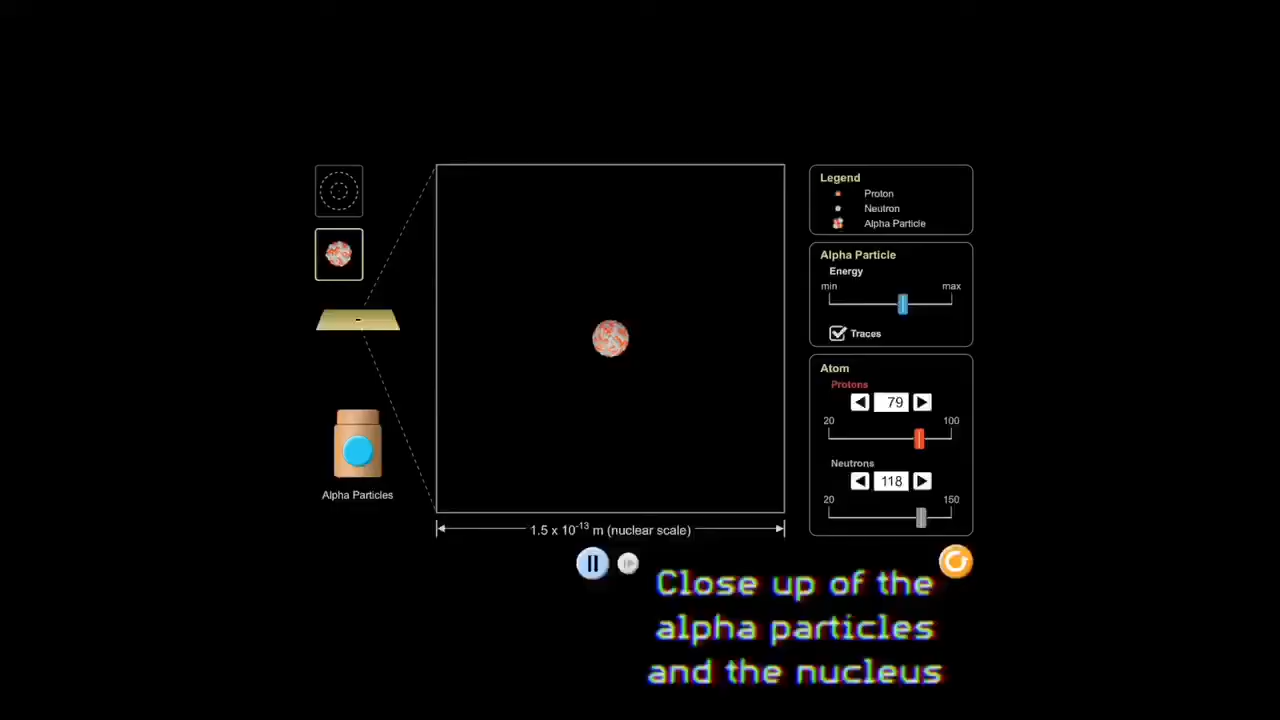 Legend
Proton
Neutron
Alpha Particle
Alpha Particle
Energy
min max
Traces
Atom
Protons
79
20 100
Neutrons
118
20 150
Alpha Particles
1.5 x 10⁻¹³ m (nuclear scale)
Close up of the
alpha particles
and the nucleus